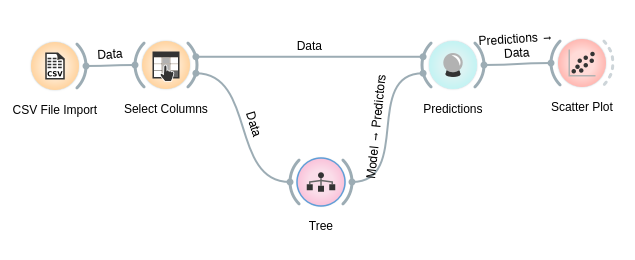 Data
Data
Predictions →
Data
CSV
CSV File Import
Select Columns
Predictions
Scatter Plot
Data
Model → Predictors
Tree